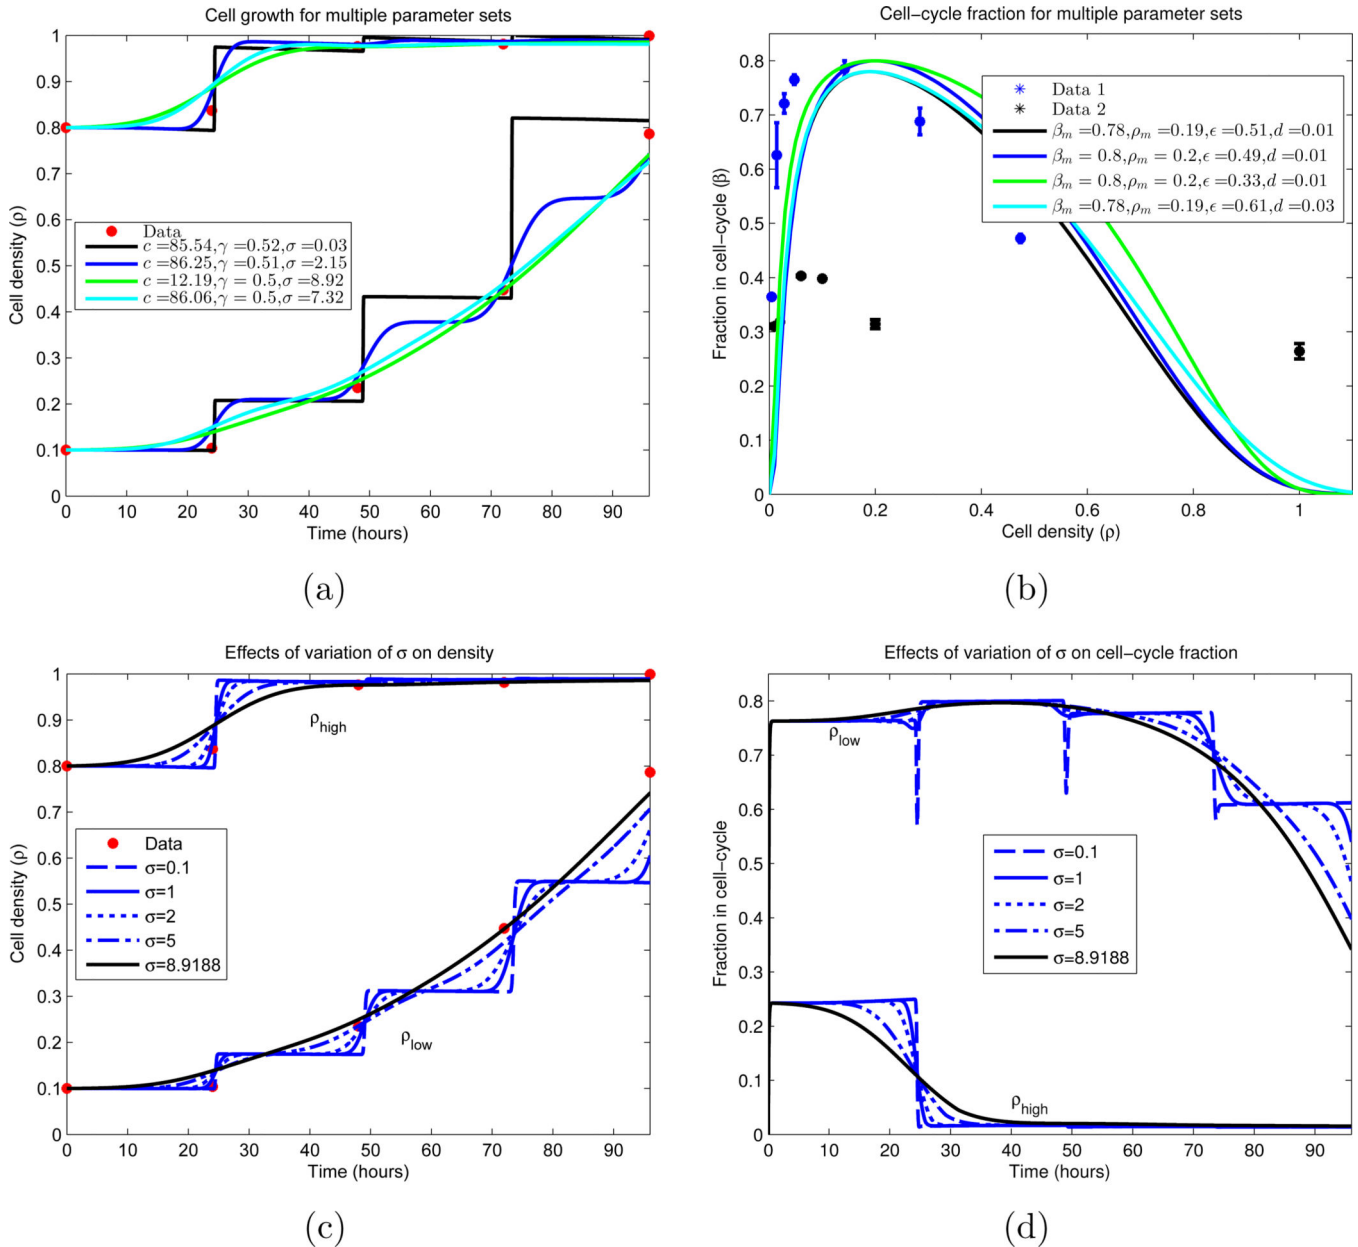 Cell growth for multiple parameter sets
1
0.9
0.8
0.7
0.6
0.5
0.4
0.3
0.2
0.1
0
Cell density (ρ)
Data
c =85.54,γ =0.52,σ =0.03
c =86.25,γ =0.51,σ =2.15
c =12.19,γ =0.5,σ =8.92
c =86.06,γ =0.5,σ =7.32
0 10 20 30 40 50 60 70 80 90
Time (hours)
(a)
Cell−cycle fraction for multiple parameter sets
0.8
0.7
0.6
0.5
0.4
0.3
0.2
0.1
0
Fraction in cell−cycle (β)
Data 1
Data 2
βm =0.78,ρm =0.19,ϵ =0.51,d =0.01
βm = 0.8,ρm = 0.2,ϵ =0.49,d =0.01
βm = 0.8,ρm = 0.2,ϵ =0.33,d =0.01
βm =0.78,ρm =0.19,ϵ =0.61,d =0.03
0 0.2 0.4 0.6 0.8 1
Cell density (ρ)
(b)
Effects of variation of σ on density
1
0.9
0.8
0.7
0.6
0.5
0.4
0.3
0.2
0.1
0
Cell density (ρ)
ρhigh
Data
σ=0.1
σ=1
σ=2
σ=5
σ=8.9188
ρlow
0 10 20 30 40 50 60 70 80 90
Time (hours)
(c)
Effects of variation of σ on cell−cycle fraction
0.8
0.7
0.6
0.5
0.4
0.3
0.2
0.1
0
Fraction in cell−cycle
ρlow
σ=0.1
σ=1
σ=2
σ=5
σ=8.9188
ρhigh
0 10 20 30 40 50 60 70 80 90
Time (hours)
(d)